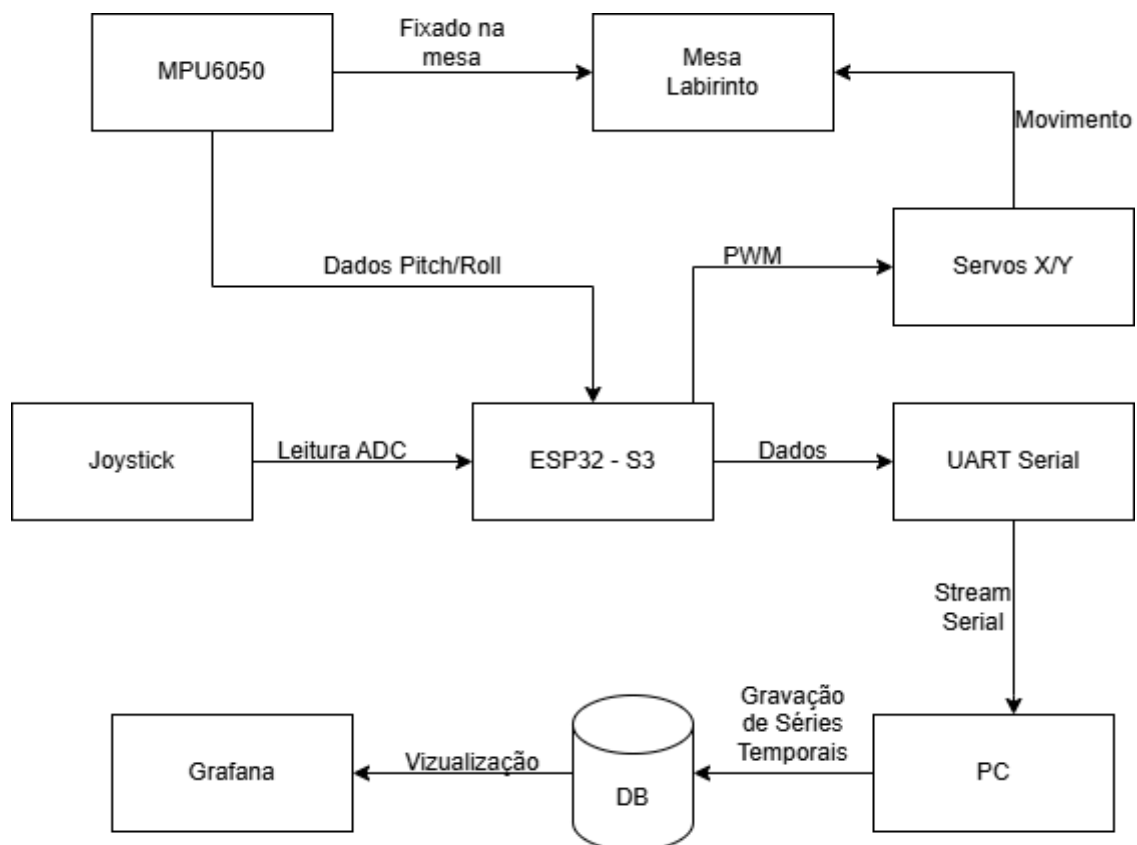 Fixado na
mesa
MPU6050
Mesa
Labirinto
Movimento
Dados Pitch/Roll
PWM
Servos X/Y
Joystick
Leitura ADC
ESP32 - S3
Dados
UART Serial
Stream
Serial
Gravação
de Séries
Temporais
Grafana
Vizualização
DB
PC